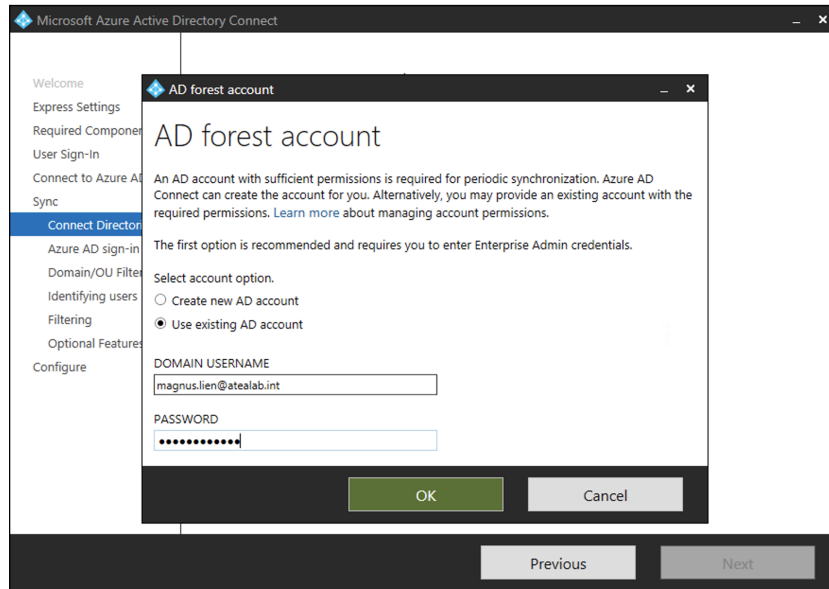 Microsoft Azure Active Directory Connect
Welcome
Express Settings
Required
User Sign-In
Connect to Azure
Sync
Connect
Azure AD sign-in
Domain/OU
Identifying users
Filtering
Optional Features
Configure
AD forest account
AD forest account
An AD account with sufficient permissions is required for periodic synchronization. Azure AD
Connect can create the account for you. Alternatively, you may provide an existing account with the
required permissions. Learn more about managing account permissions.
The first option is recommended and requires you to enter Enterprise Admin credentials.
Select account option.
Create new AD account
Use existing AD account
DOMAIN USERNAME
magnus.lien@atealab.int
PASSWORD
●●●●●●●●●●●●
OK
Cancel
Previous
Next